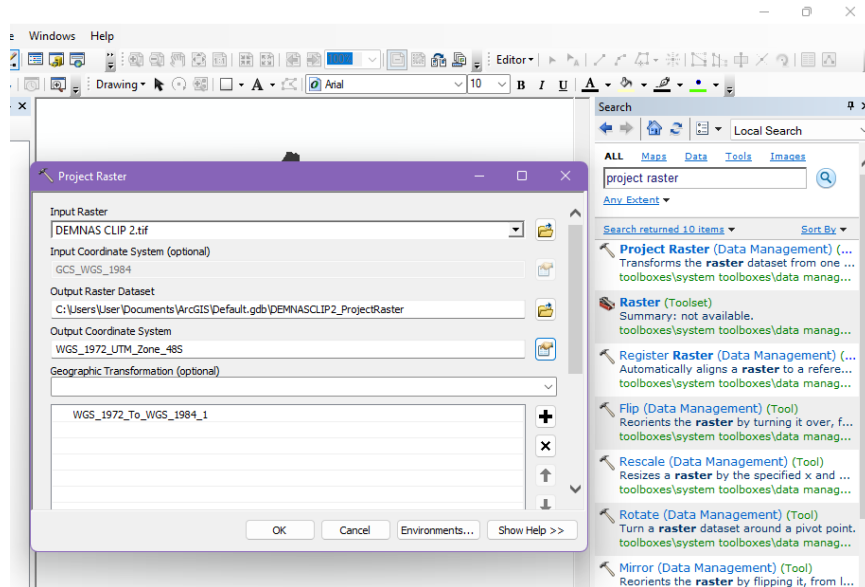 Windows Help
Editor
Drawing A Arial 10 B I U A
Search
Local Search
ALL Maps Data Tools Images
project raster
Any Extent
Search returned 10 items Sort By
Project Raster (Data Management) (...
Transforms the raster dataset from one ...
toolboxes\system toolboxes\data manag...
Raster (Toolset)
Summary: not available.
toolboxes\system toolboxes\data manag...
Register Raster (Data Management) (...
Automatically aligns a raster to a refere...
toolboxes\system toolboxes\data manag...
Flip (Data Management) (Tool)
Reorients the raster by turning it over, f...
toolboxes\system toolboxes\data manag...
Rescale (Data Management) (Tool)
Resizes a raster by the specified x and ...
toolboxes\system toolboxes\data manag...
Rotate (Data Management) (Tool)
Turn a raster dataset around a pivot point.
toolboxes\system toolboxes\data manag...
Mirror (Data Management) (Tool)
Reorients the raster by flipping it, from l...
Project Raster
Input Raster
DEMNAS CLIP 2.tif
Input Coordinate System (optional)
GCS_WGS_1984
Output Raster Dataset
C:\Users\User\Documents\ArcGIS\Default.gdb\DEMNASCLIP2_ProjectRaster
Output Coordinate System
WGS_1972_UTM_Zone_48S
Geographic Transformation (optional)
WGS_1972_To_WGS_1984_1
OK Cancel Environments... Show Help >>